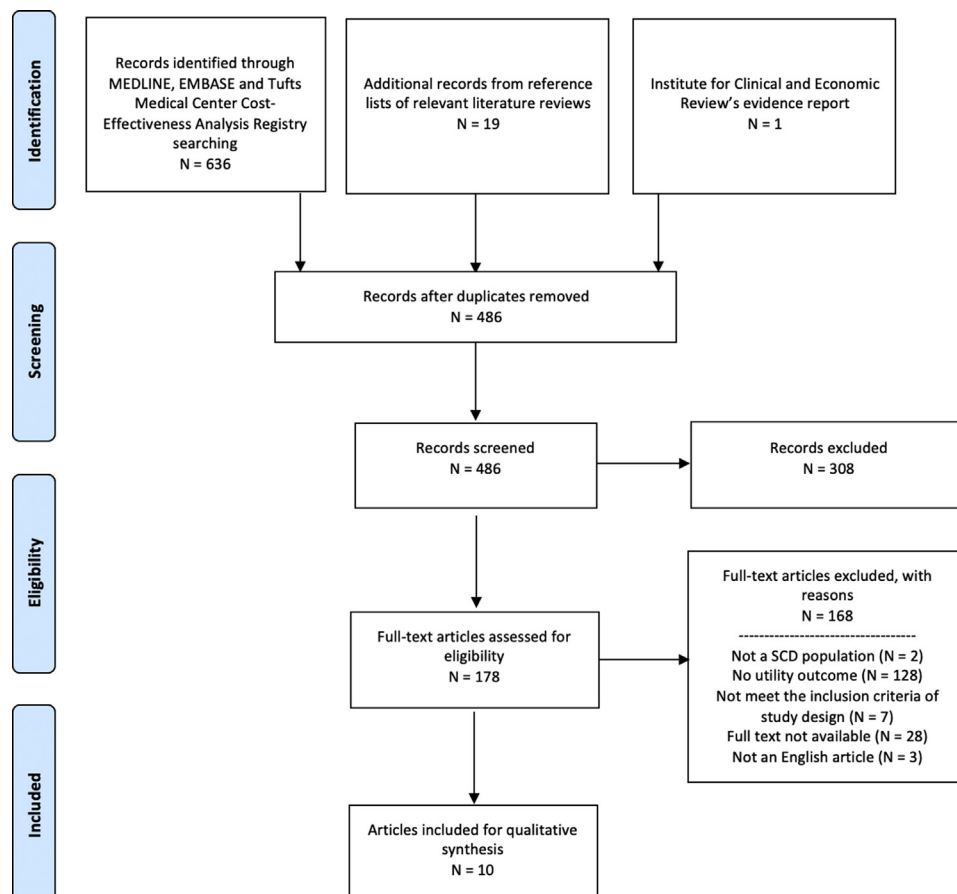 Identification
Records identified through
MEDLINE, EMBASE and Tufts
Medical Center Cost-
Effectiveness Analysis Registry
searching
N = 636
Additional records from reference
lists of relevant literature reviews
N = 19
Institute for Clinical and Economic
Review's evidence report
N = 1
Screening
Records after duplicates removed
N = 486
Records screened
N = 486
Records excluded
N = 308
Eligibility
Full-text articles assessed for
eligibility
N = 178
Full-text articles excluded, with
reasons
N = 168
------------------------------------
Not a SCD population (N = 2)
No utility outcome (N = 128)
Not meet the inclusion criteria of
study design (N = 7)
Full text not available (N = 28)
Not an English article (N = 3)
Included
Articles included for qualitative
synthesis
N = 10